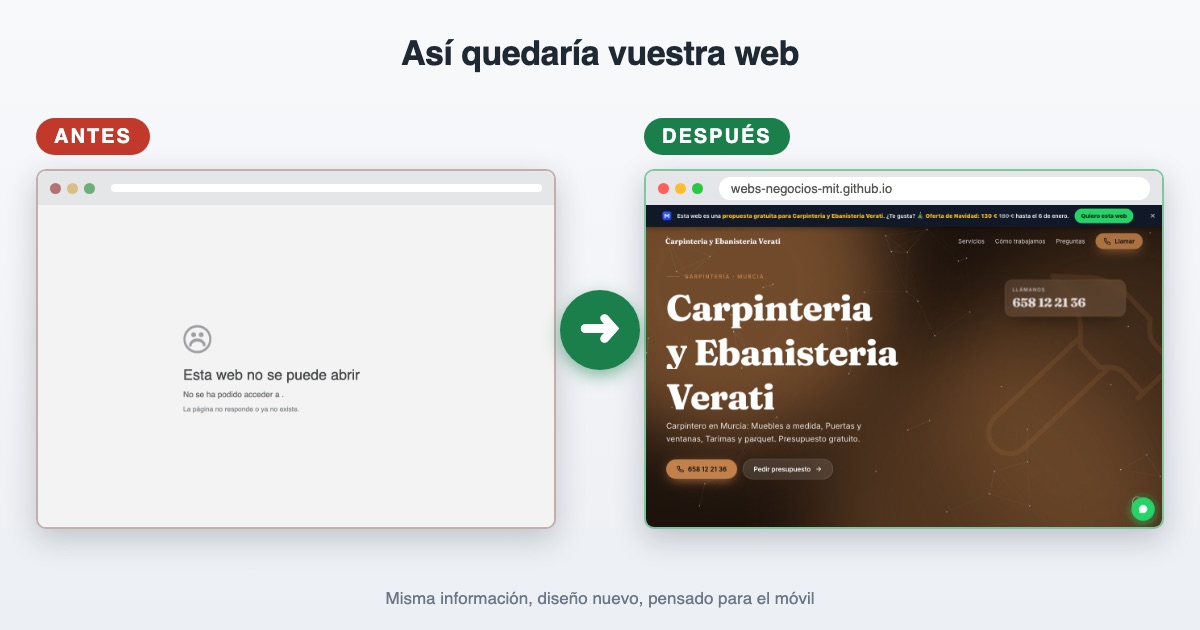 Así quedaría vuestra web
ANTES
DESPUÉS
Esta web no se puede abrir
No se ha podido acceder a .
La página no responde o ya no existe.
webs-negocios-mit.github.io
Esta web es una propuesta gratuita para Carpinteria y Ebanisteria Verati. ¿Te gusta? 🎄 Oferta de Navidad: 130 € 180 € hasta el 6 de enero.
Quiero esta web
Carpinteria y Ebanisteria Verati
Servicios
Cómo trabajamos
Preguntas
Llamar
CARPINTERÍA · MURCIA
Carpinteria
y Ebanisteria
Verati
LLÁMANOS
658 12 21 36
Carpintero en Murcia: Muebles a medida, Puertas y
ventanas, Tarimas y parquet. Presupuesto gratuito.
658 12 21 36
Pedir presupuesto →
Misma información, diseño nuevo, pensado para el móvil